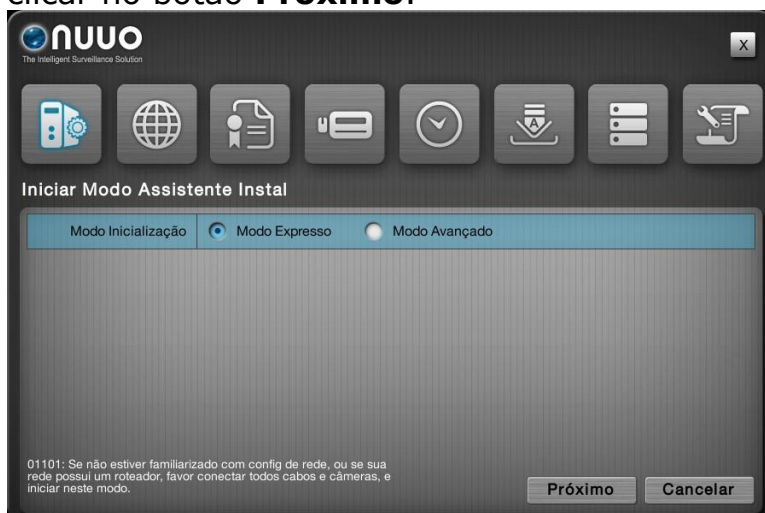 clicar no botão Próximo.
NUUO
The Intelligent Surveillance Solution
X
Iniciar Modo Assistente Instal
Modo Inicialização Modo Expresso Modo Avançado
01101: Se não estiver familiarizado com config de rede, ou se sua
rede possui um roteador, favor conectar todos cabos e câmeras, e
iniciar neste modo.
Próximo Cancelar